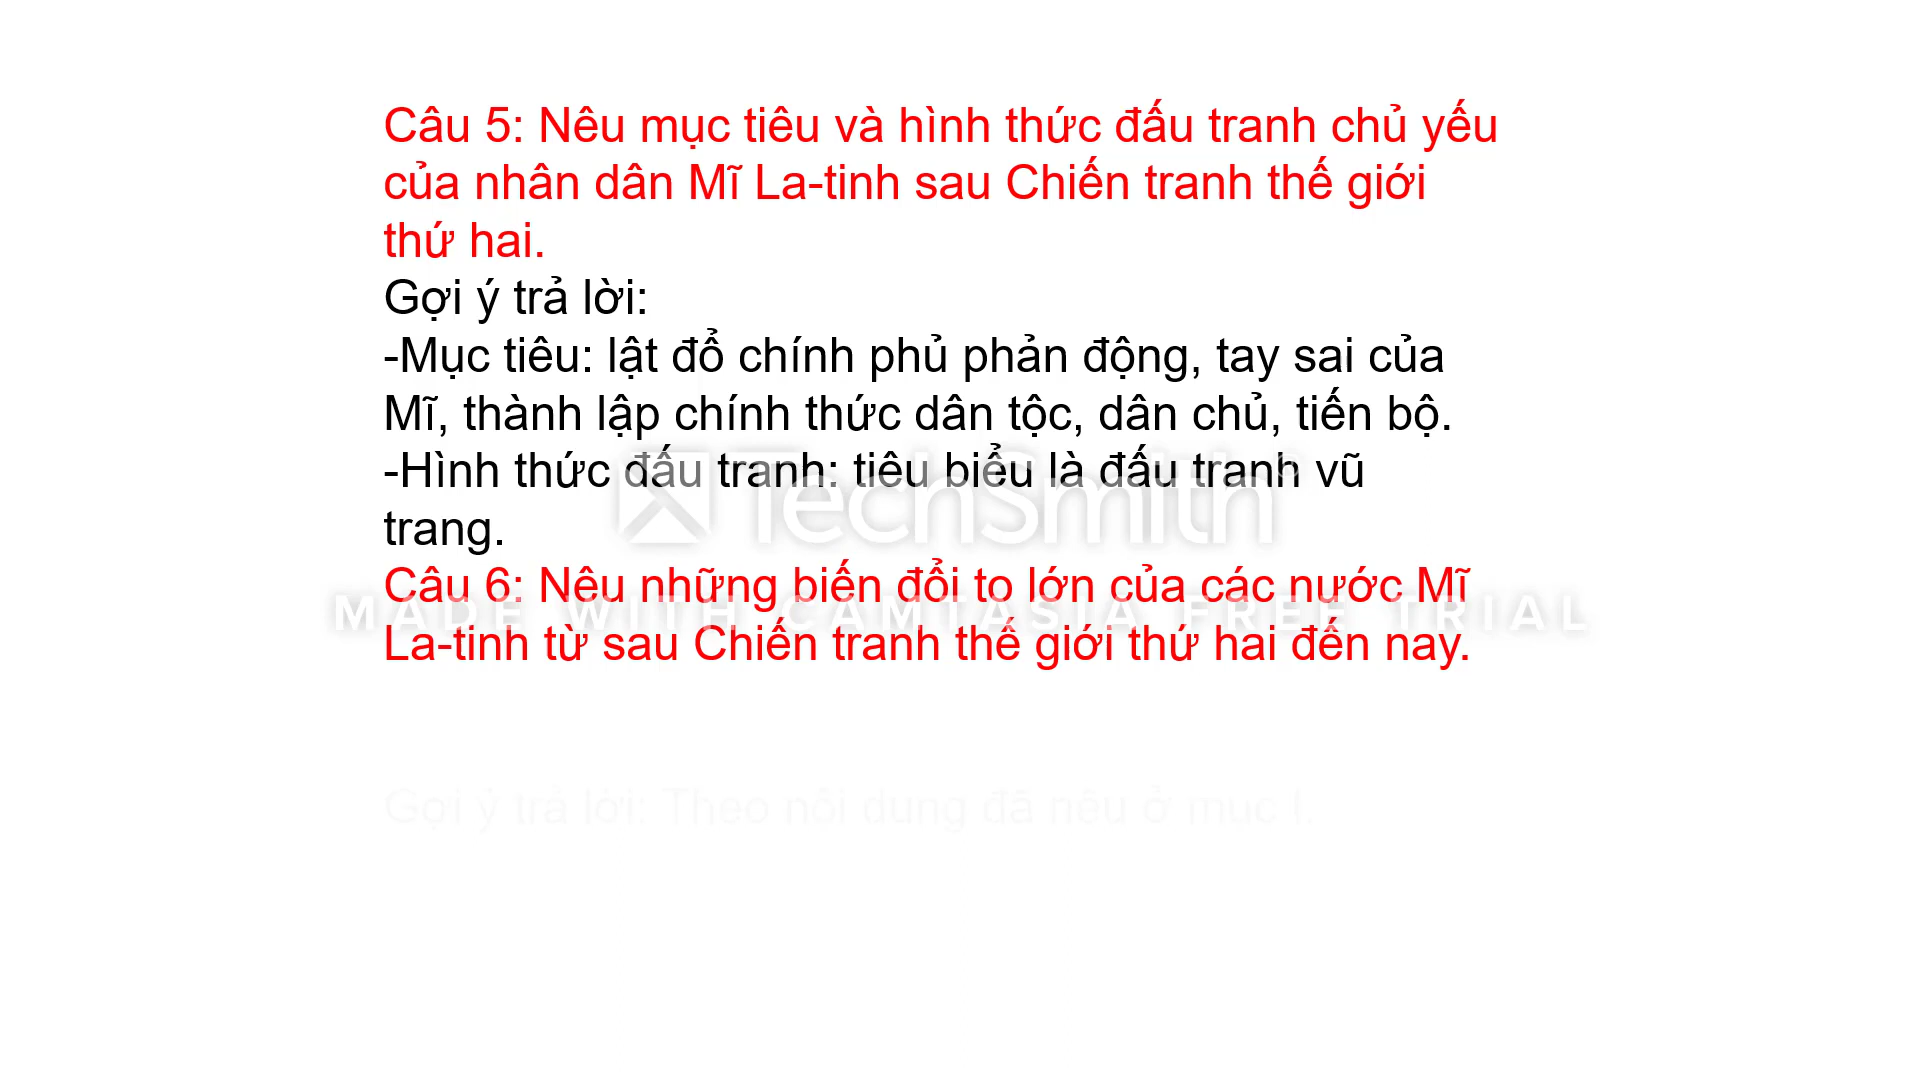 Câu 5: Nêu mục tiêu và hình thức đấu tranh chủ yếu
của nhân dân Mĩ La-tinh sau Chiến tranh thế giới
thứ hai.
Gợi ý trả lời:
-Mục tiêu: lật đổ chính phủ phản động, tay sai của
Mĩ, thành lập chính thức dân tộc, dân chủ, tiến bộ.
-Hình thức đấu tranh: tiêu biểu là đấu tranh vũ
trang.
TechSmith
Câu 6: Nêu những biến đổi to lớn của các nước Mĩ
MADE WITH CAMTASIA FREE TRIAL
La-tinh từ sau Chiến tranh thế giới thứ hai đến nay.
Gợi ý trả lời: Theo nội dung đã nêu ở mục I.